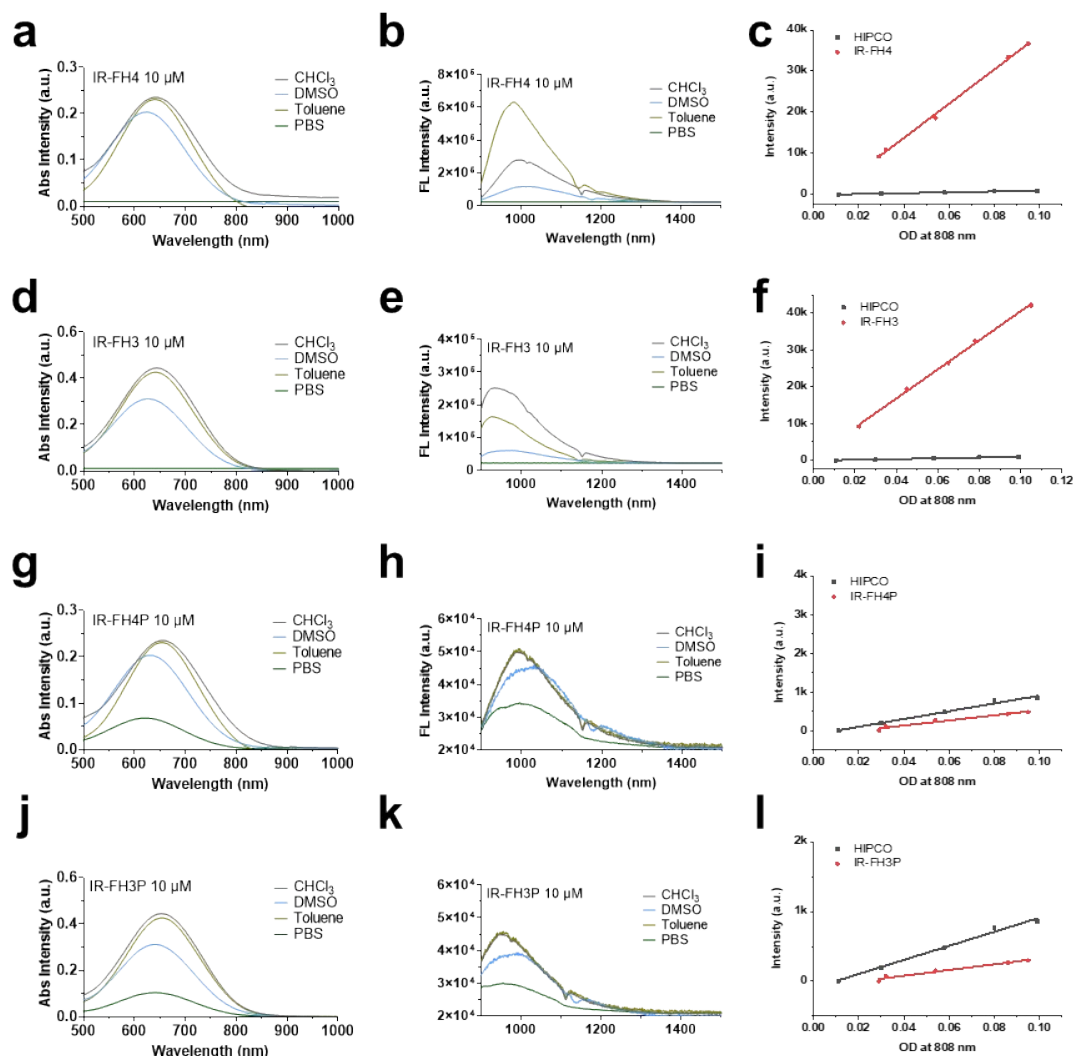 a
IR-FH4 10 µM
CHCl₃
DMSO
Toluene
PBS
Abs Intensity (a.u.)
0.3
0.2
0.1
0.0
500 600 700 800 900 1000
Wavelength (nm)
b
IR-FH4 10 µM
CHCl₃
DMSO
Toluene
PBS
FL Intensity (a.u.)
8×10⁶
6×10⁶
4×10⁶
2×10⁶
0
1000 1200 1400
Wavelength (nm)
c
HIPCO
IR-FH4
Intensity (a.u.)
40k
30k
20k
10k
0
0.00 0.02 0.04 0.06 0.08 0.10
OD at 808 nm
d
IR-FH3 10 µM
CHCl₃
DMSO
Toluene
PBS
Abs Intensity (a.u.)
0.6
0.4
0.2
0.0
500 600 700 800 900 1000
Wavelength (nm)
e
IR-FH3 10 µM
CHCl₃
DMSO
Toluene
PBS
FL Intensity (a.u.)
4×10⁶
3×10⁶
2×10⁶
1×10⁶
0
1000 1200 1400
Wavelength (nm)
f
HIPCO
IR-FH3
Intensity (a.u.)
40k
30k
20k
10k
0
0.00 0.02 0.04 0.06 0.08 0.10 0.12
OD at 808 nm
g
IR-FH4P 10 µM
CHCl₃
DMSO
Toluene
PBS
Abs Intensity (a.u.)
0.3
0.2
0.1
0.0
500 600 700 800 900 1000
Wavelength (nm)
h
IR-FH4P 10 µM
CHCl₃
DMSO
Toluene
PBS
FL Intensity (a.u.)
6×10⁴
5×10⁴
4×10⁴
3×10⁴
2×10⁴
1000 1200 1400
Wavelength (nm)
i
HIPCO
IR-FH4P
Intensity (a.u.)
4k
3k
2k
1k
0
0.00 0.02 0.04 0.06 0.08 0.10
OD at 808 nm
j
IR-FH3P 10 µM
CHCl₃
DMSO
Toluene
PBS
Abs Intensity (a.u.)
0.6
0.4
0.2
0.0
500 600 700 800 900 1000
Wavelength (nm)
k
IR-FH3P 10 µM
CHCl₃
DMSO
Toluene
PBS
FL Intensity (a.u.)
6×10⁴
5×10⁴
4×10⁴
3×10⁴
2×10⁴
1000 1200 1400
Wavelength (nm)
l
HIPCO
IR-FH3P
Intensity (a.u.)
2k
1k
0
0.00 0.02 0.04 0.06 0.08 0.10
OD at 808 nm